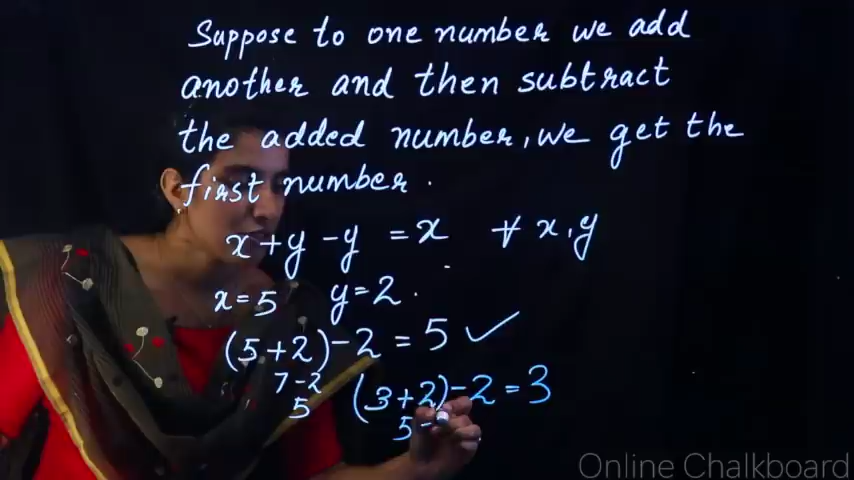 Suppose to one number we add
another and then subtract
the added number, we get the
first number.
x+y-y = x ∀ x, y
x=5 y=2.
(5+2)-2 = 5 ✓
7-2 (3+2)-2=3
5 5-
Online Chalkboard